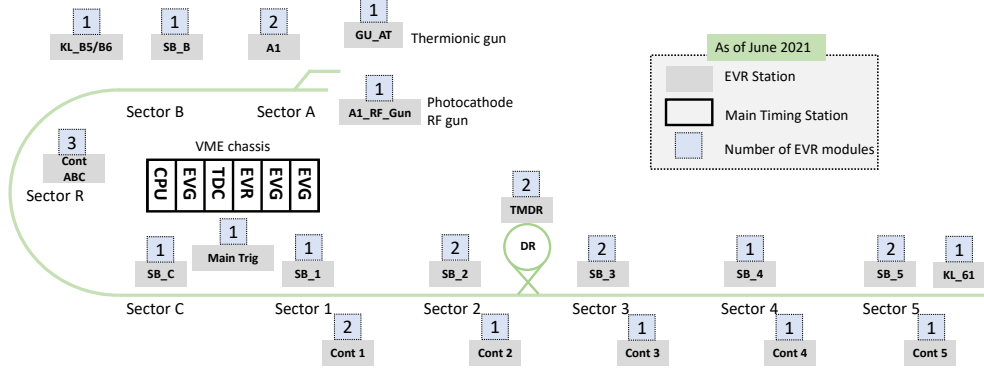 1
KL_B5/B6
1
SB_B
2
A1
1
GU_AT
Thermionic gun
As of June 2021
EVR Station
Main Timing Station
Number of EVR modules
Sector B
Sector A
1
A1_RF_Gun
Photocathode
RF gun
3
Cont
ABC
Sector R
VME chassis
CPU
EVG
TDC
EVR
EVG
EVG
1
SB_C
1
Main Trig
1
SB_1
2
SB_2
2
TMDR
DR
2
SB_3
1
SB_4
2
SB_5
1
KL_61
Sector C
Sector 1
Sector 2
Sector 3
Sector 4
Sector 5
2
Cont 1
1
Cont 2
1
Cont 3
1
Cont 4
1
Cont 5